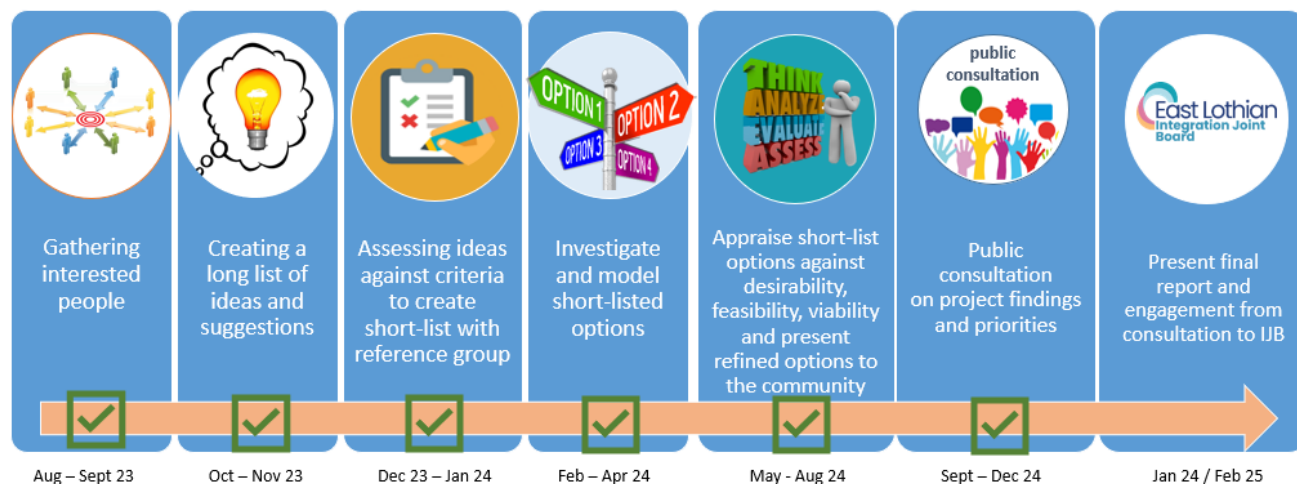 OPTION 1
OPTION 2
OPTION 3
OPTION 4
THINK
ANALYZ
EVALUATE
ASSESS
public
consultation
East Lothian
Integration Joint
Board
Gathering
interested
people
Creating a
long list of
ideas and
suggestions
Assessing ideas
against criteria
to create
short-list with
reference group
Investigate
and model
short-listed
options
Appraise short-list
options against
desirability,
feasibility, viability
and present
refined options to
the community
Public
consultation
on project findings
and priorities
Present final
report and
engagement from
consultation to IJB
Aug – Sept 23
Oct – Nov 23
Dec 23 – Jan 24
Feb – Apr 24
May - Aug 24
Sept – Dec 24
Jan 24 / Feb 25